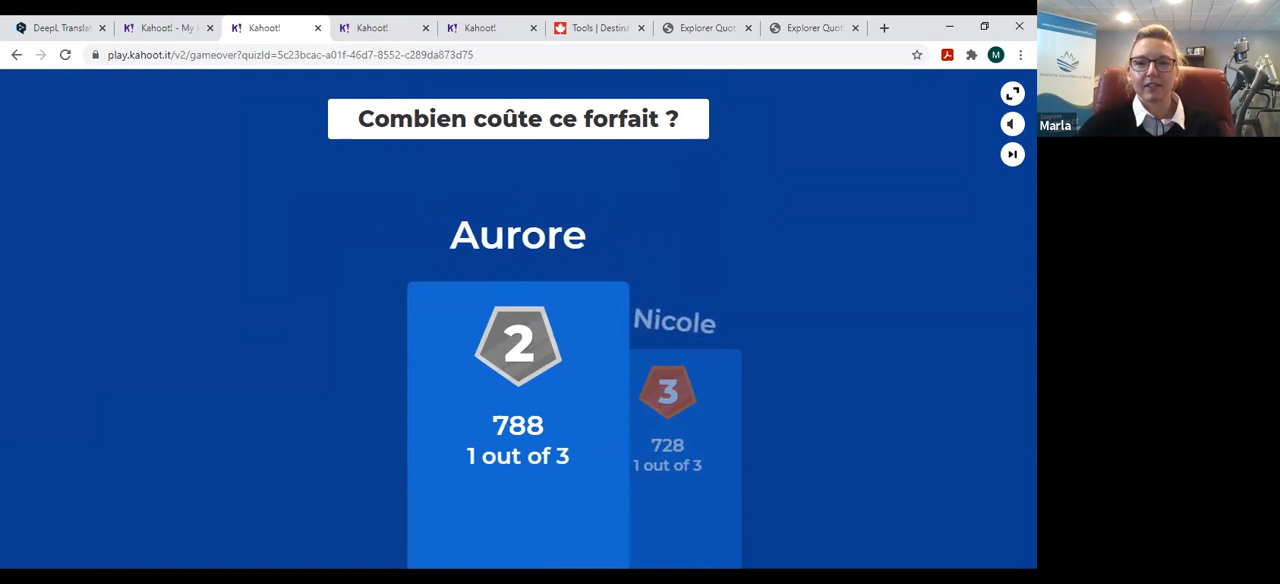 DeepL Translat
Kahoot! - My K
Kahoot!
Kahoot!
Kahoot!
Tools | Destina
Explorer Quot
Explorer Quot
play.kahoot.it/v2/gameover?quizId=5c23bcac-a01f-46d7-8552-c289da873d75
M
Combien coûte ce forfait ?
Aurore
2
788
1 out of 3
Nicole
3
728
1 out of 3
Marla